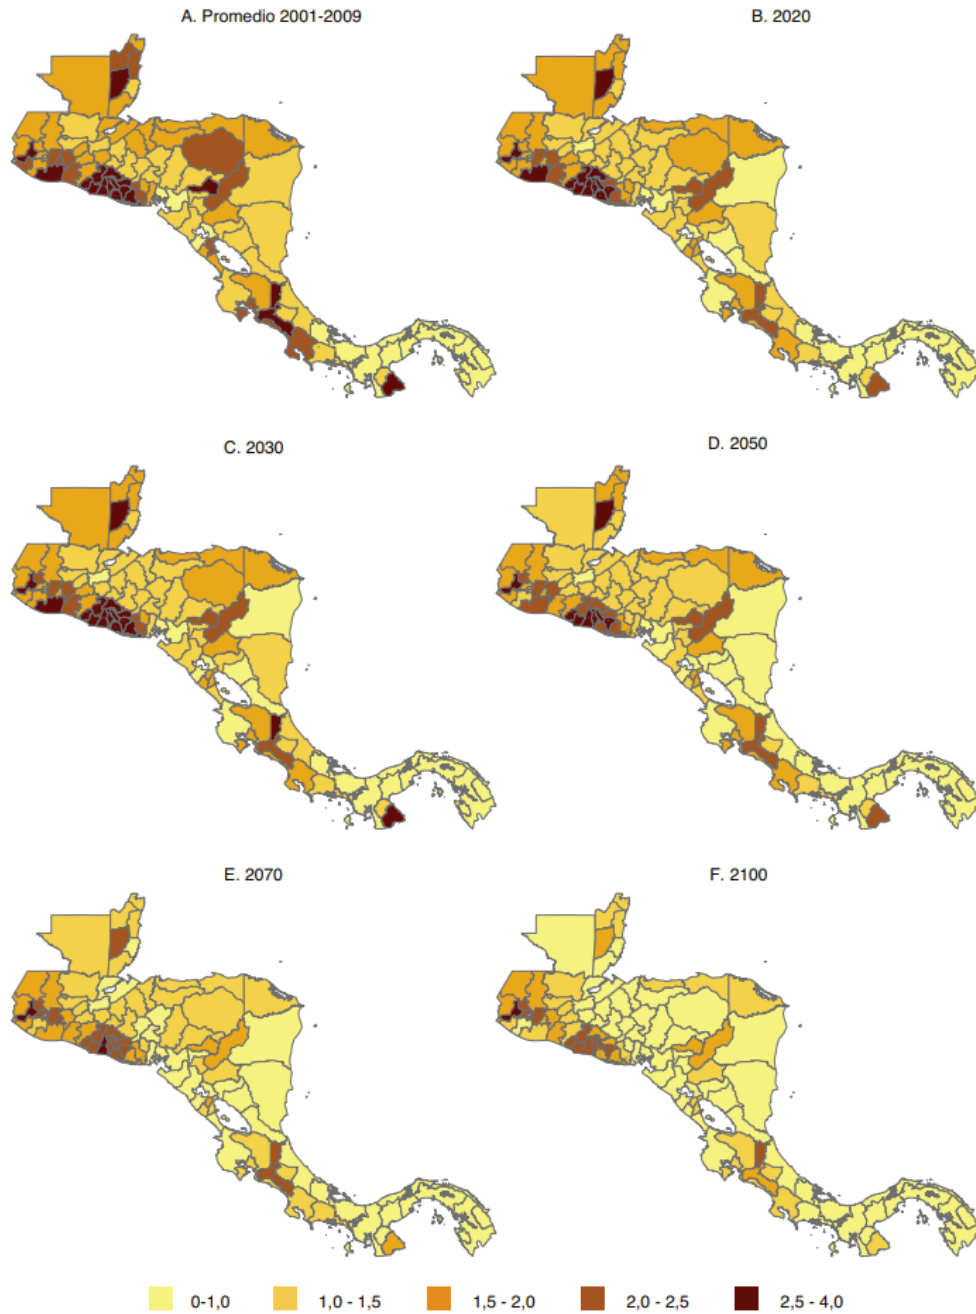 A. Promedio 2001-2009
B. 2020
C. 2030
D. 2050
E. 2070
F. 2100
0-1,0
1,0 - 1,5
1,5 - 2,0
2,0 - 2,5
2,5 - 4,0